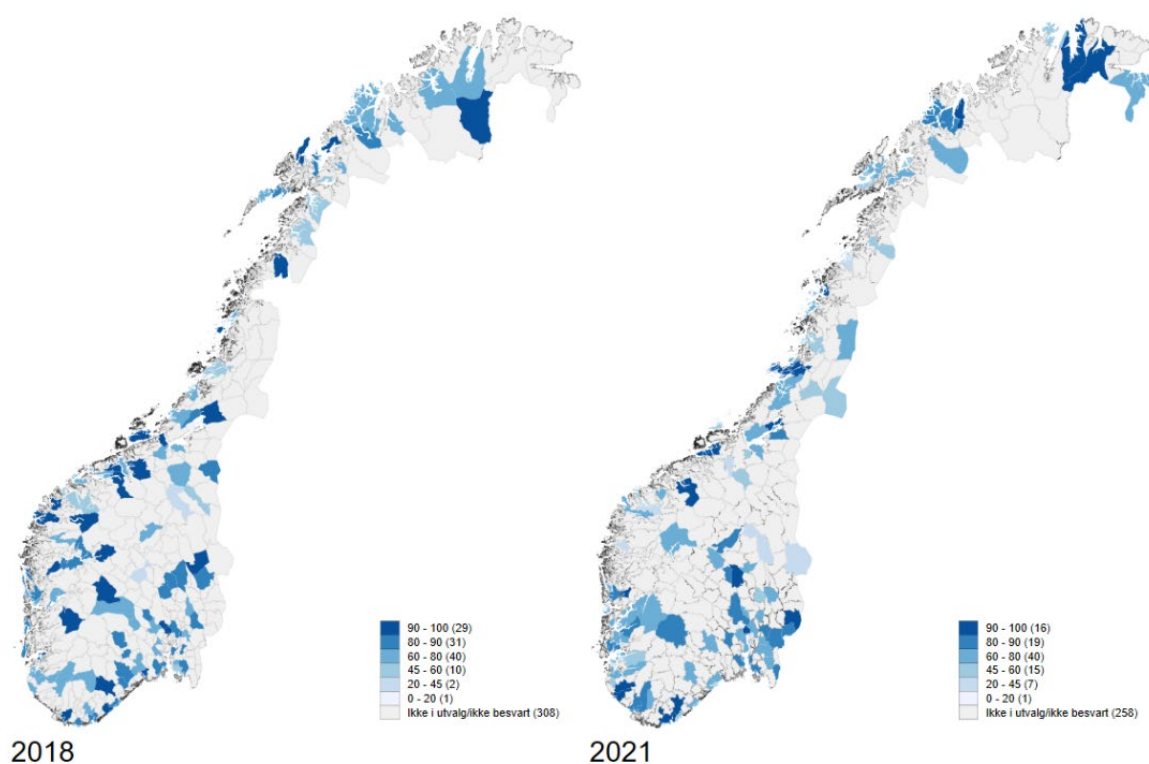 90 - 100 (29)
80 - 90 (31)
60 - 80 (40)
45 - 60 (10)
20 - 45 (2)
0 - 20 (1)
Ikke i utvalg/ikke besvart (308)
2018
90 - 100 (16)
80 - 90 (19)
60 - 80 (40)
45 - 60 (15)
20 - 45 (7)
0 - 20 (1)
Ikke i utvalg/ikke besvart (258)
2021